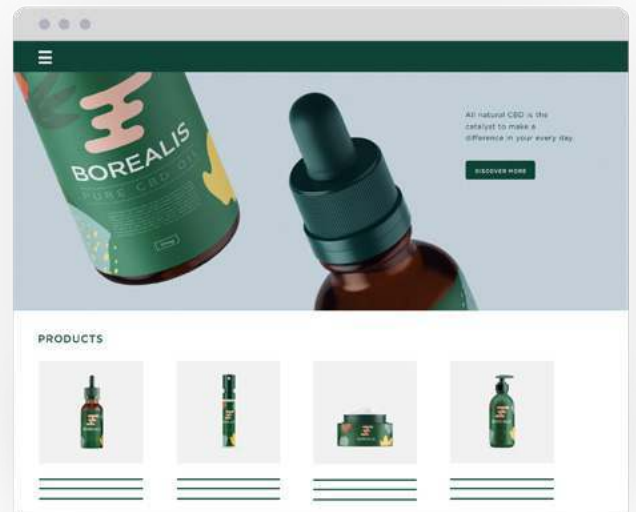 BOREALIS
PURE CBD OIL
All natural CBD is the
catalyst to make a
difference in your every day.
DISCOVER MORE
PRODUCTS